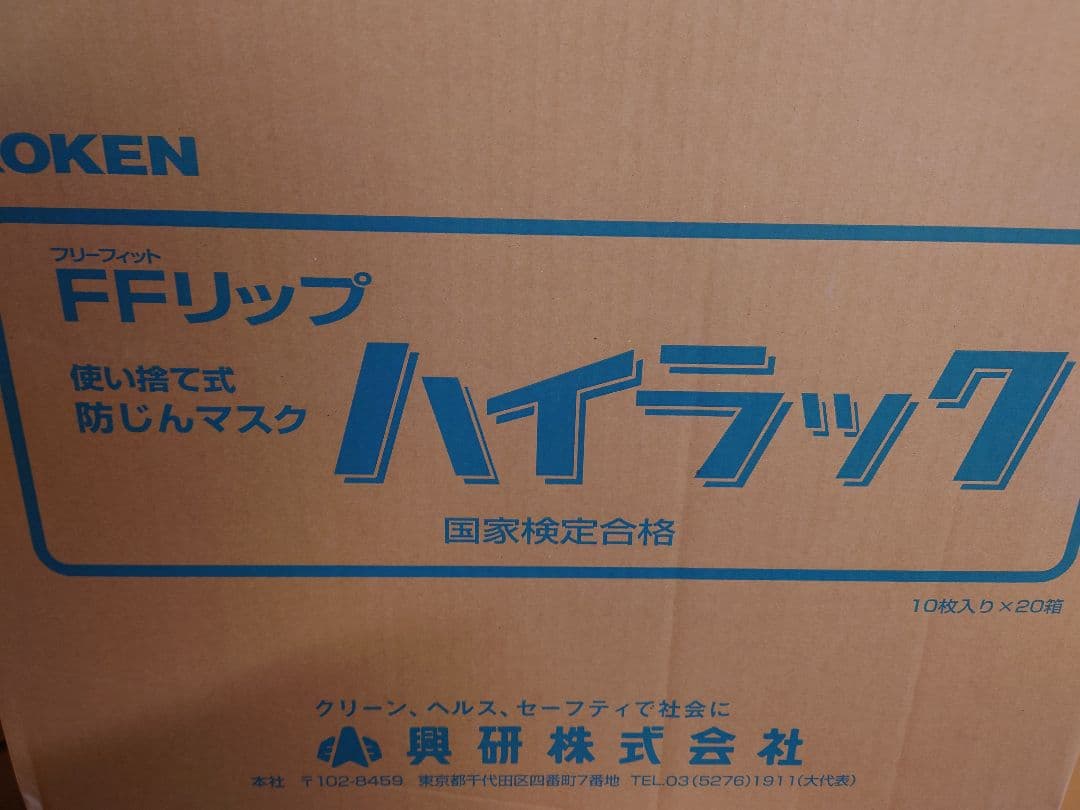 KOKEN
フリーフィット
FFリップ
使い捨て式
防じんマスク
ハイラック
国家検定合格
10枚入り×20箱
クリーン、ヘルス、セーフティで社会に
興研株式会社
本社 〒102-8459 東京都千代田区四番町7番地 TEL.03(5276)1911(大代表)